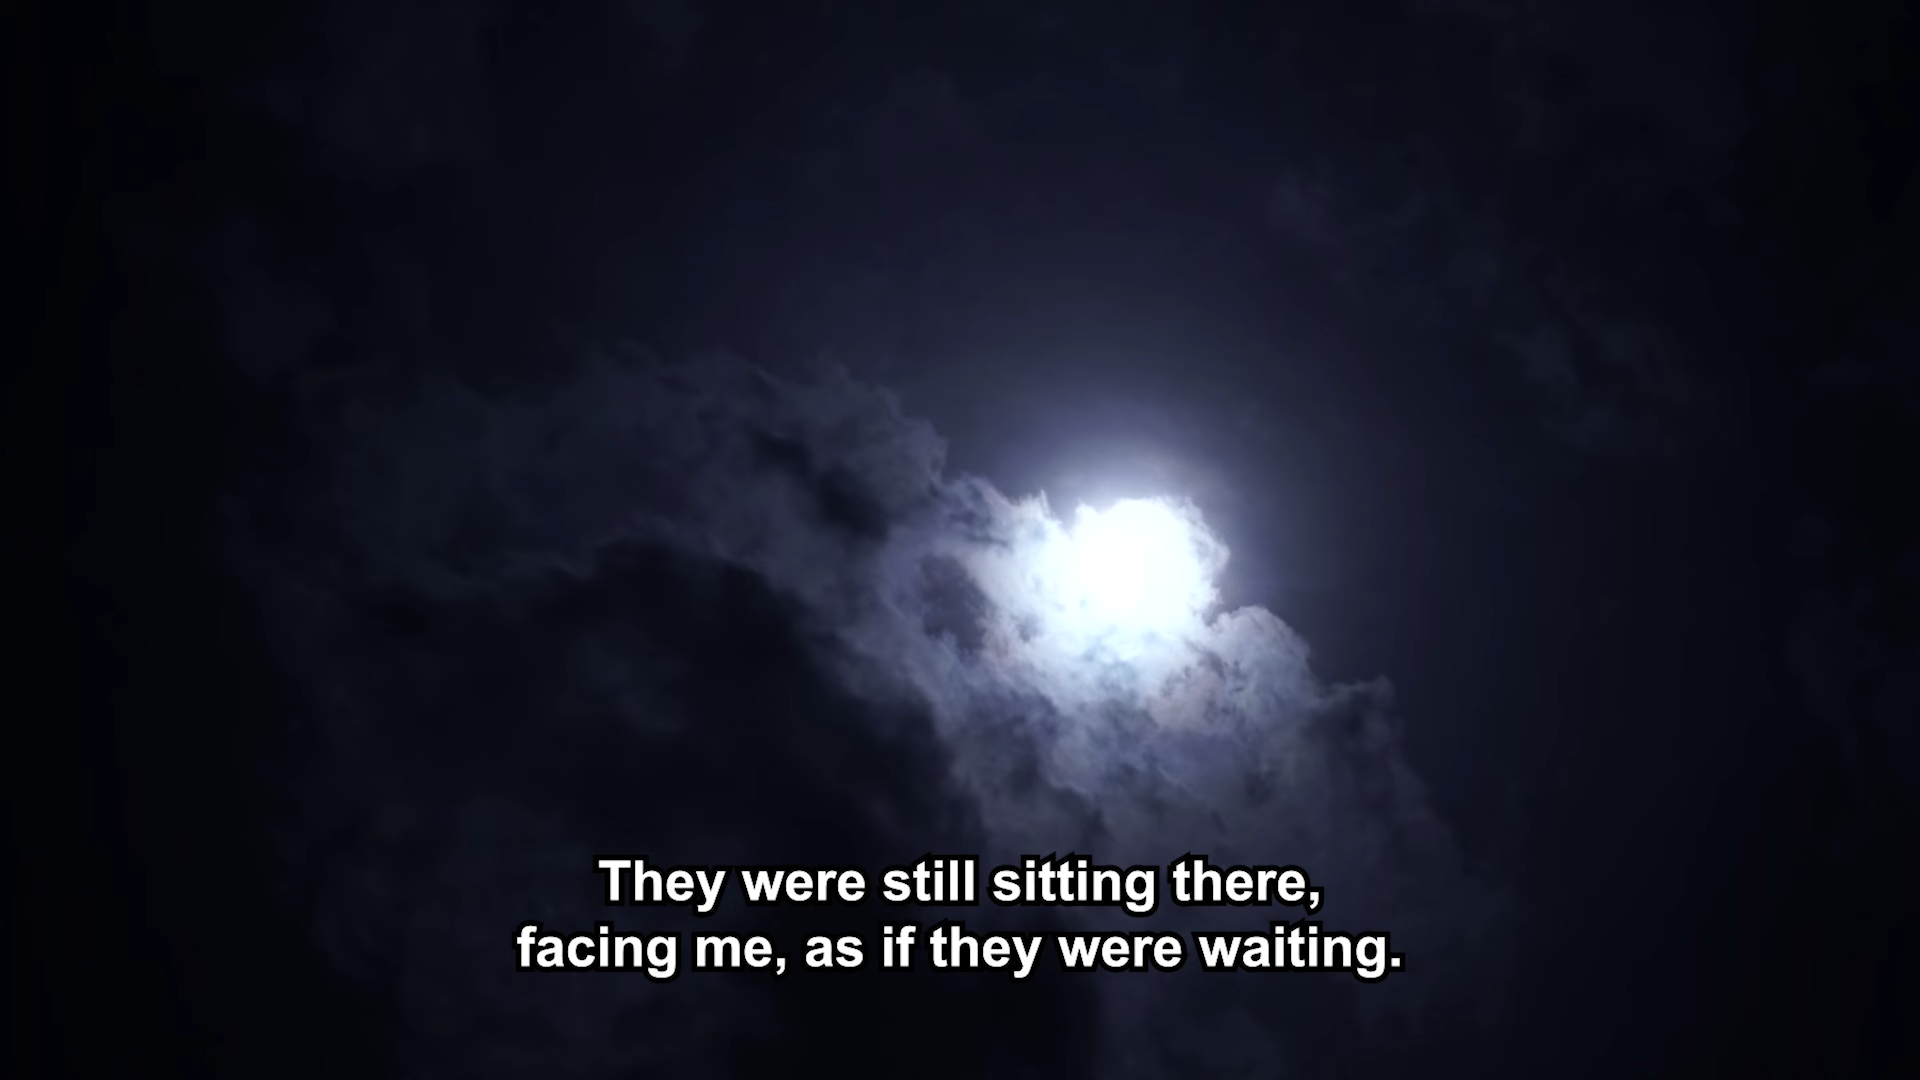 They were still sitting there,
facing me, as if they were waiting.